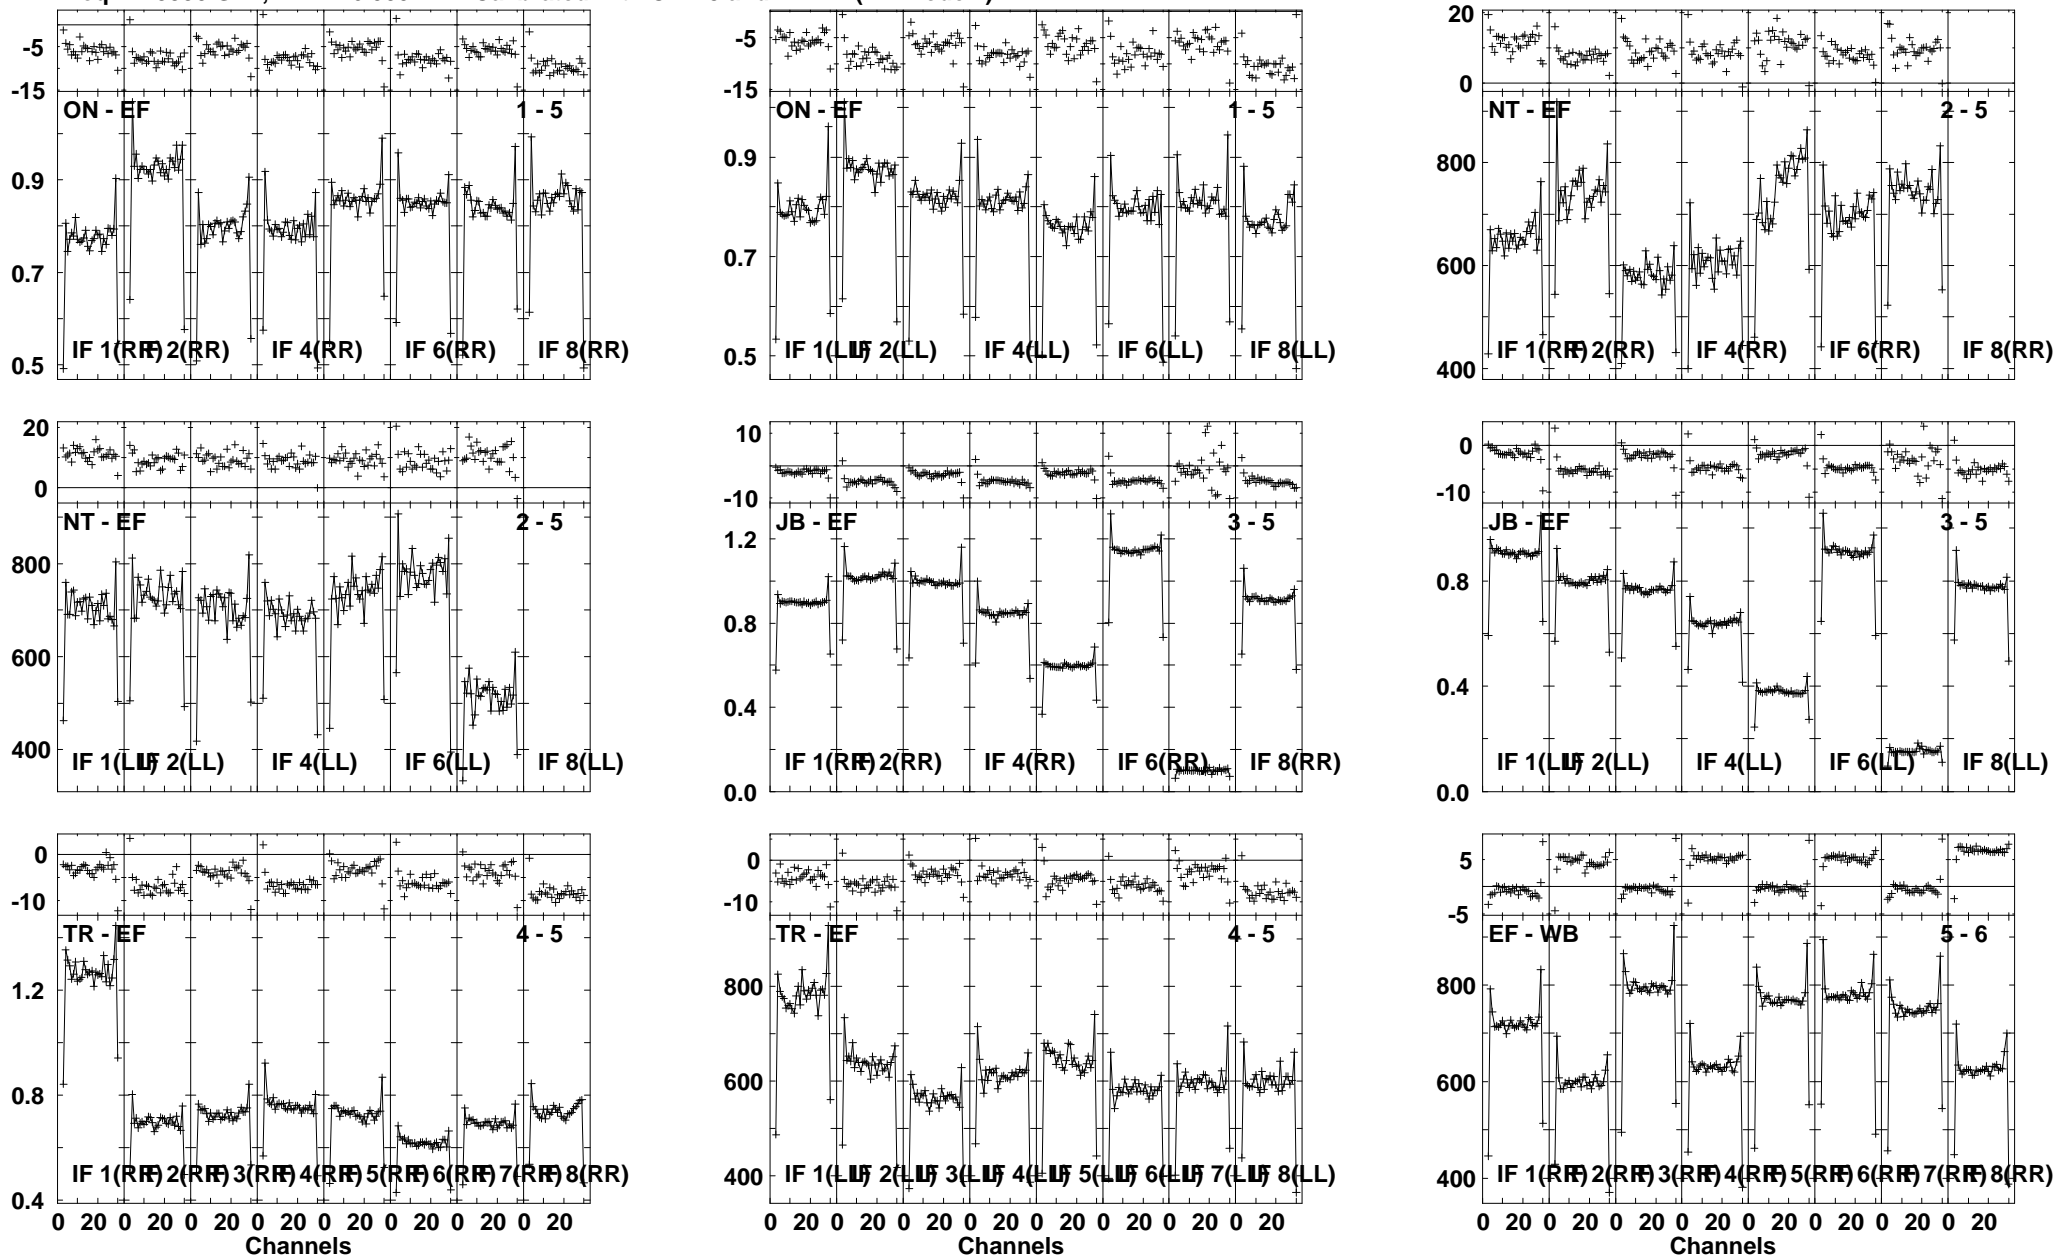 -5
-15
ON - EF 1 - 5
0.9
0.7
0.5
IF 1(RR) IF 2(RR) IF 4(RR) IF 6(RR) IF 8(RR)
-5
-15
ON - EF 1 - 5
0.9
0.7
0.5
IF 1(LL) IF 2(LL) IF 4(LL) IF 6(LL) IF 8(LL)
20
0
NT - EF 2 - 5
800
600
400
IF 1(RR) IF 2(RR) IF 4(RR) IF 6(RR) IF 8(RR)
20
0
NT - EF 2 - 5
800
600
400
IF 1(LL) IF 2(LL) IF 4(LL) IF 6(LL) IF 8(LL)
10
-10
JB - EF 3 - 5
1.2
0.8
0.4
0.0
IF 1(RR) IF 2(RR) IF 4(RR) IF 6(RR) IF 8(RR)
0
-10
JB - EF 3 - 5
0.8
0.4
0.0
IF 1(LL) IF 2(LL) IF 4(LL) IF 6(LL) IF 8(LL)
0
-10
TR - EF 4 - 5
1.2
0.8
0.4
IF 1(RR) IF 2(RR) IF 3(RR) IF 4(RR) IF 5(RR) IF 6(RR) IF 7(RR) IF 8(RR)
0 20 0 20 0 20 0 20 0 20 0 20 0 20 0 20
Channels
0
-10
TR - EF 4 - 5
800
600
400
IF 1(LL) IF 2(LL) IF 3(LL) IF 4(LL) IF 5(LL) IF 6(LL) IF 7(LL) IF 8(LL)
0 20 0 20 0 20 0 20 0 20 0 20 0 20 0 20
Channels
5
-5
EF - WB 5 - 6
800
600
400
IF 1(RR) IF 2(RR) IF 3(RR) IF 4(RR) IF 5(RR) IF 6(RR) IF 7(RR) IF 8(RR)
0 20 0 20 0 20 0 20 0 20 0 20 0 20 0 20
Channels